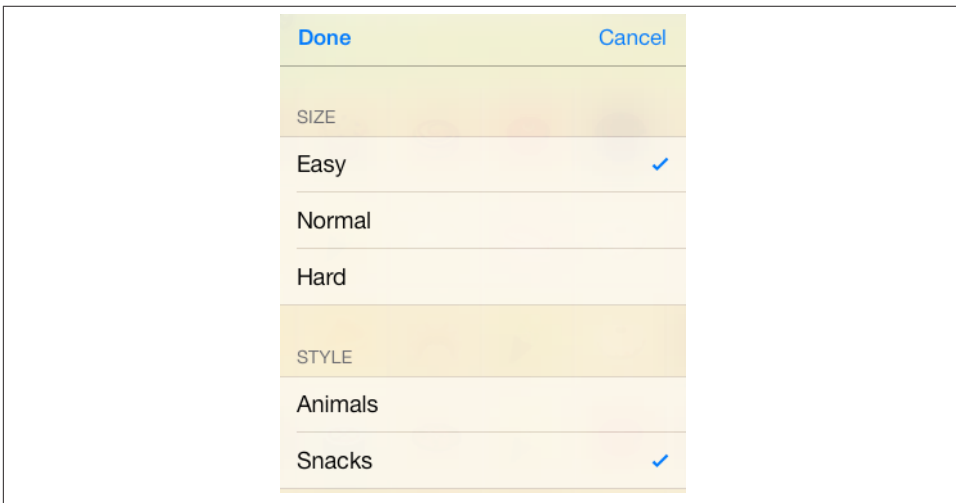 Done Cancel
SIZE
Easy
Normal
Hard
STYLE
Animals
Snacks